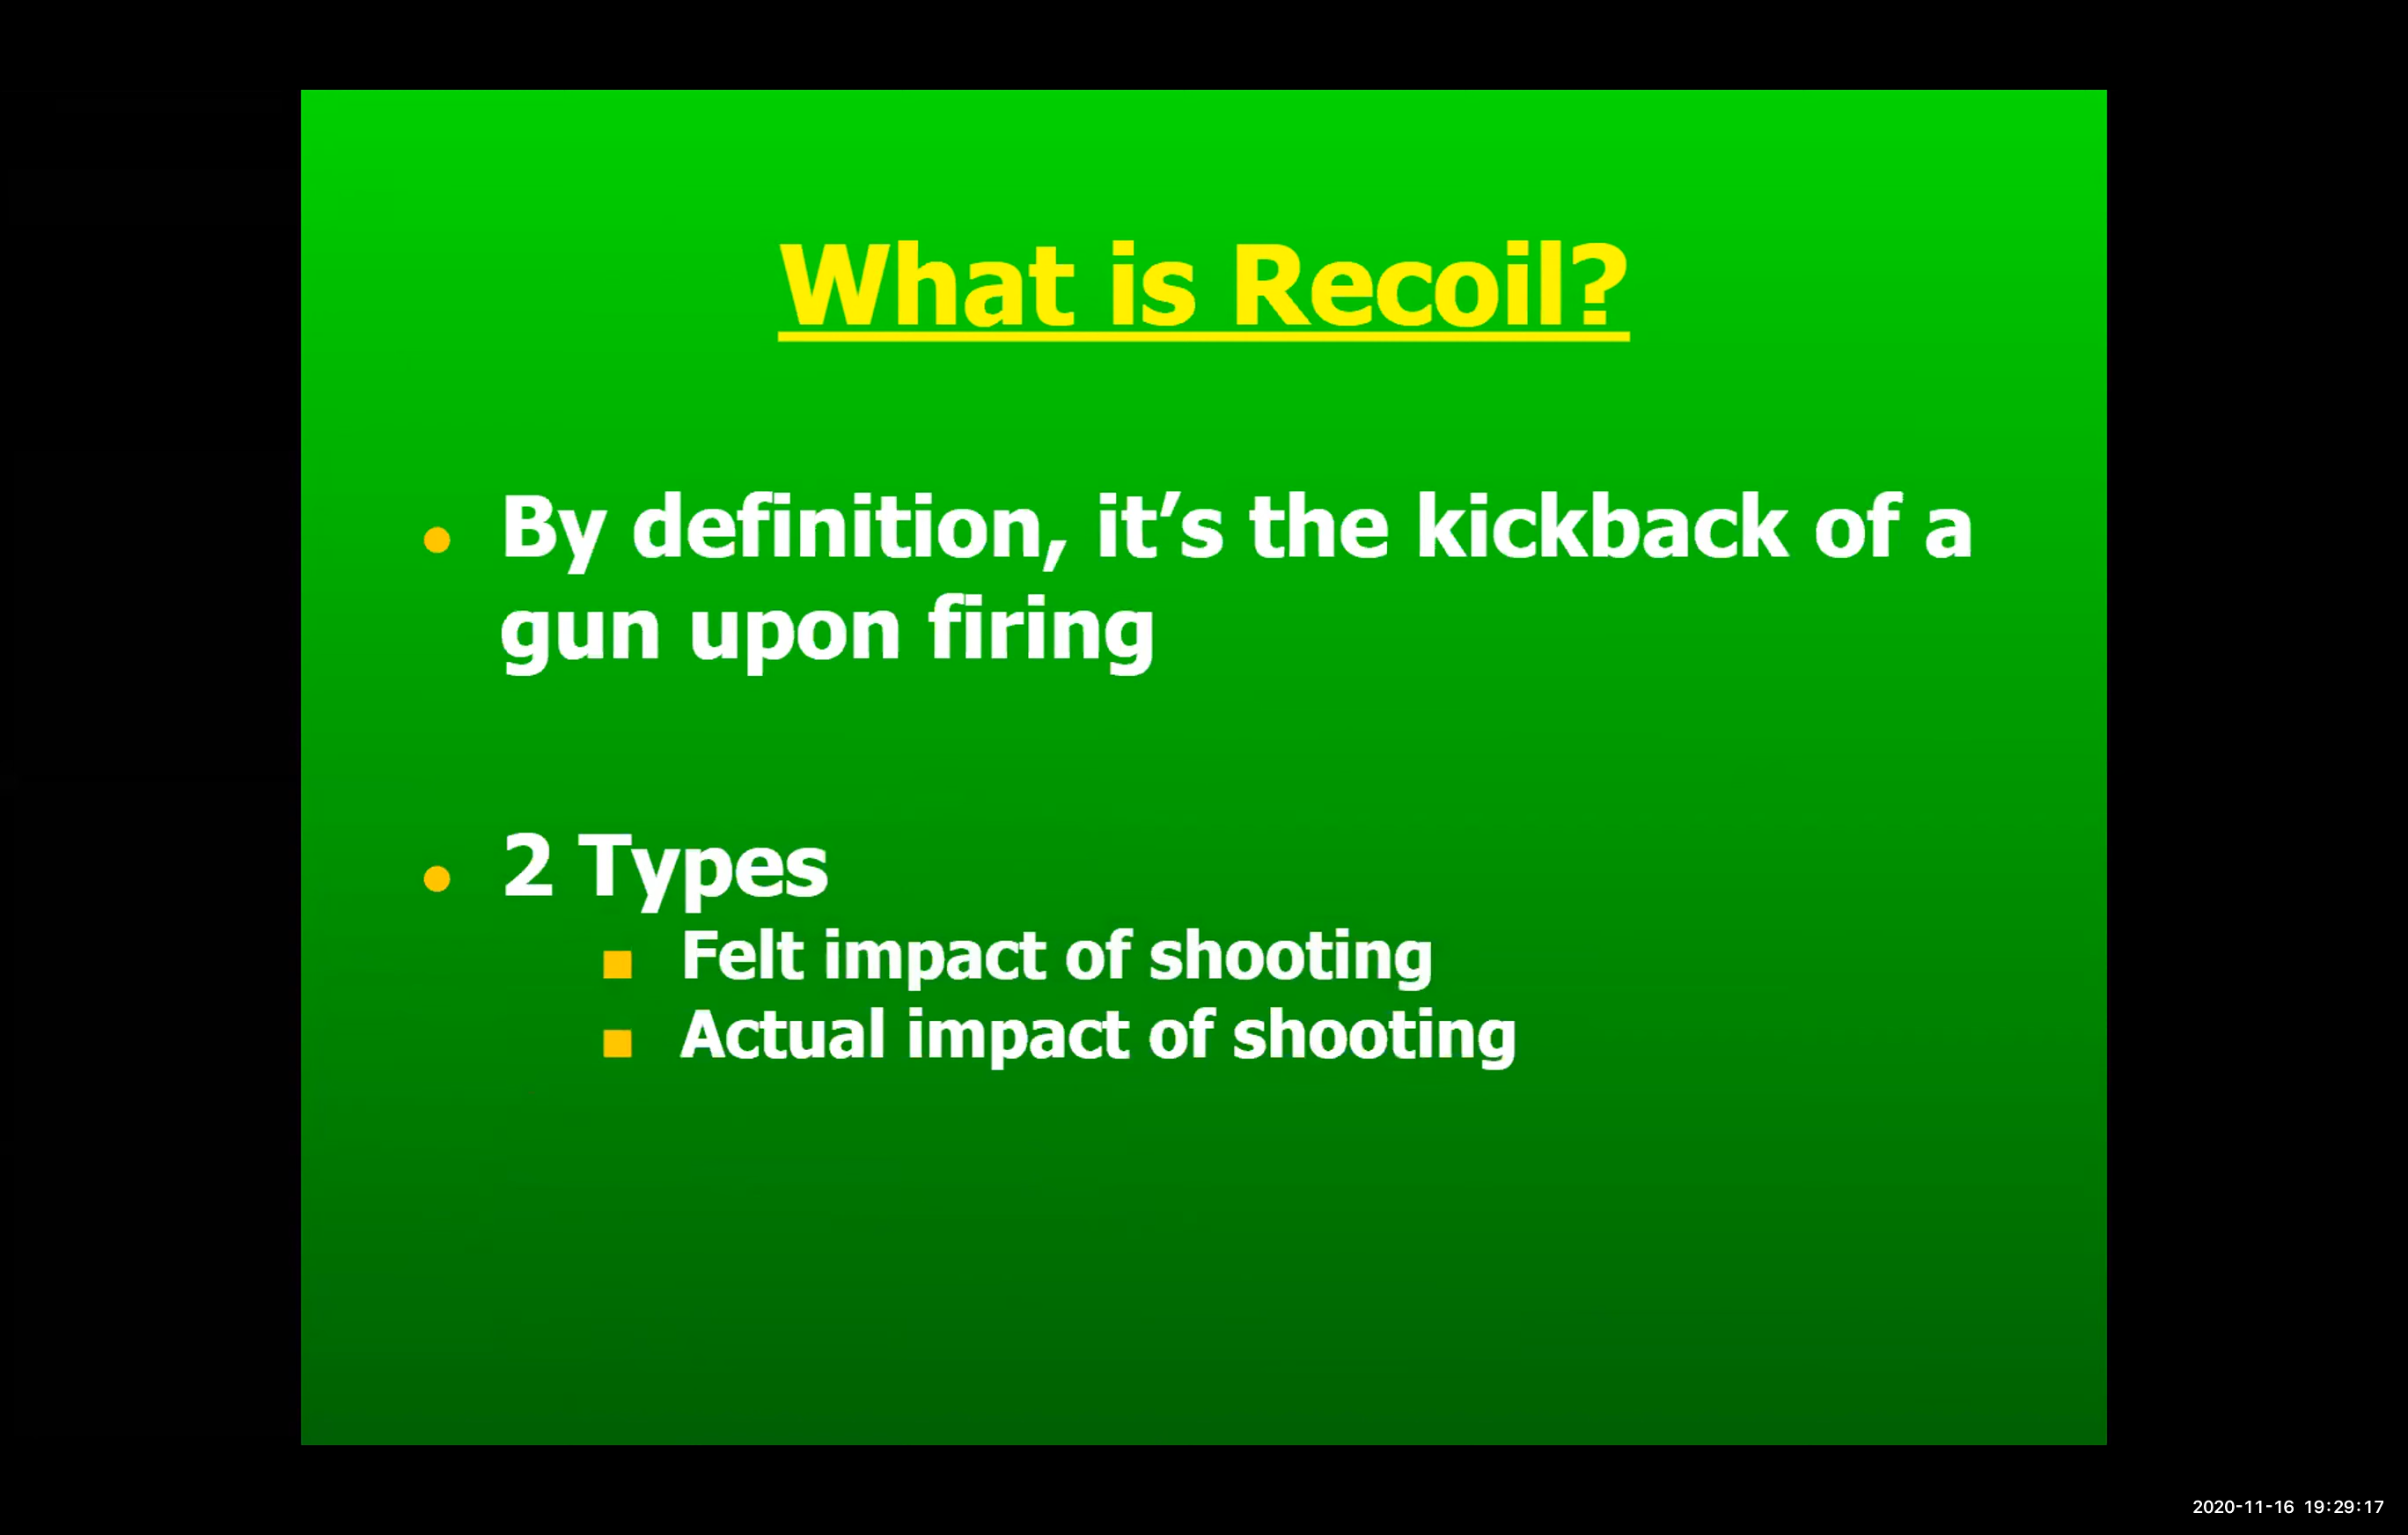 What is Recoil?
By definition, it’s the kickback of a
gun upon firing
2 Types
Felt impact of shooting
Actual impact of shooting
2020-11-16 19:29:17